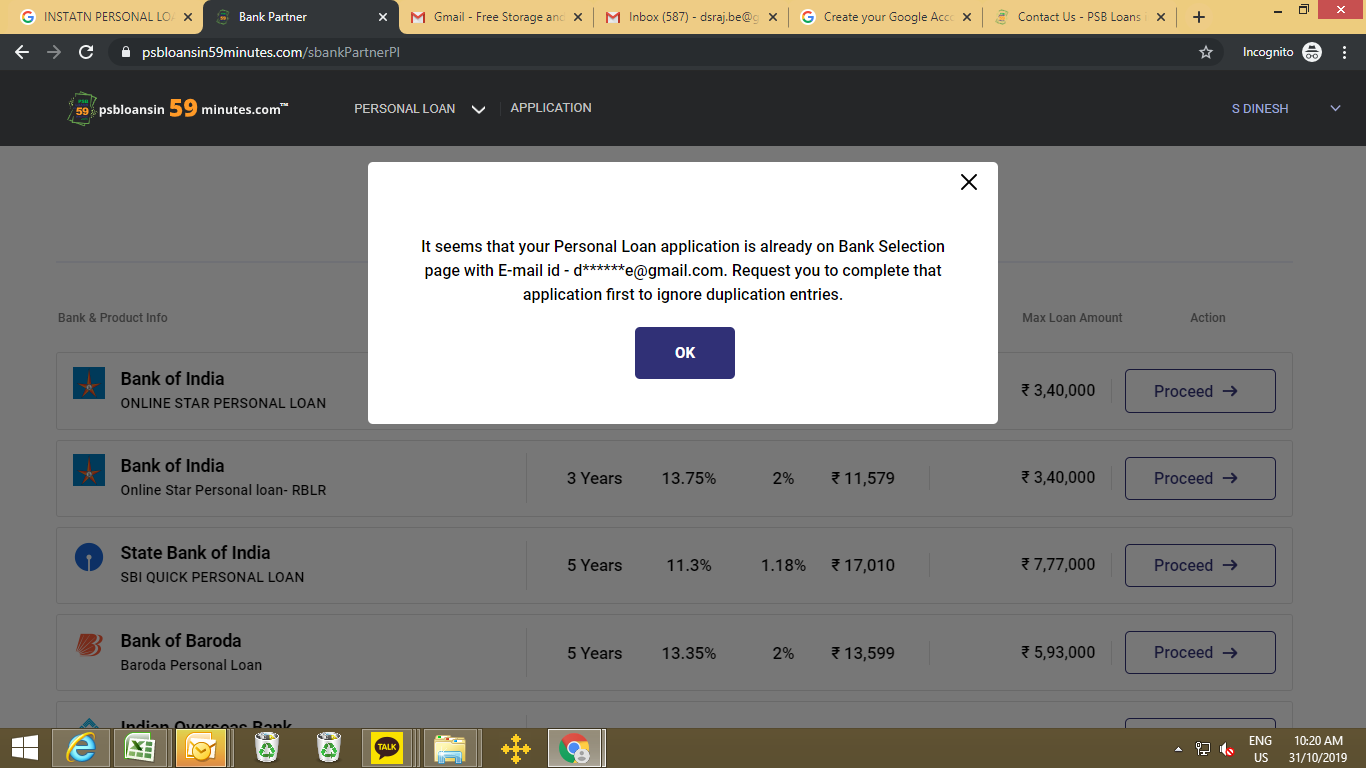 INSTATN PERSONAL LO
Bank Partner
Gmail - Free Storage and
Inbox (587) - dsraj.be@g
Create your Google Acc
Contact Us - PSB Loans
psbloansin59minutes.com/sbankPartnerPl
Incognito
PSB
59
psbloansin 59 minutes.com™
PERSONAL LOAN
APPLICATION
S DINESH
It seems that your Personal Loan application is already on Bank Selection
page with E-mail id - d******e@gmail.com. Request you to complete that
application first to ignore duplication entries.
OK
Bank & Product Info
Max Loan Amount
Action
Bank of India
ONLINE STAR PERSONAL LOAN
₹ 3,40,000
Proceed →
Bank of India
Online Star Personal loan- RBLR
3 Years 13.75% 2% ₹ 11,579 ₹ 3,40,000
Proceed →
State Bank of India
SBI QUICK PERSONAL LOAN
5 Years 11.3% 1.18% ₹ 17,010 ₹ 7,77,000
Proceed →
Bank of Baroda
Baroda Personal Loan
5 Years 13.35% 2% ₹ 13,599 ₹ 5,93,000
Proceed →
Indian Overseas Bank
TALK
ENG
US
10:20 AM
31/10/2019